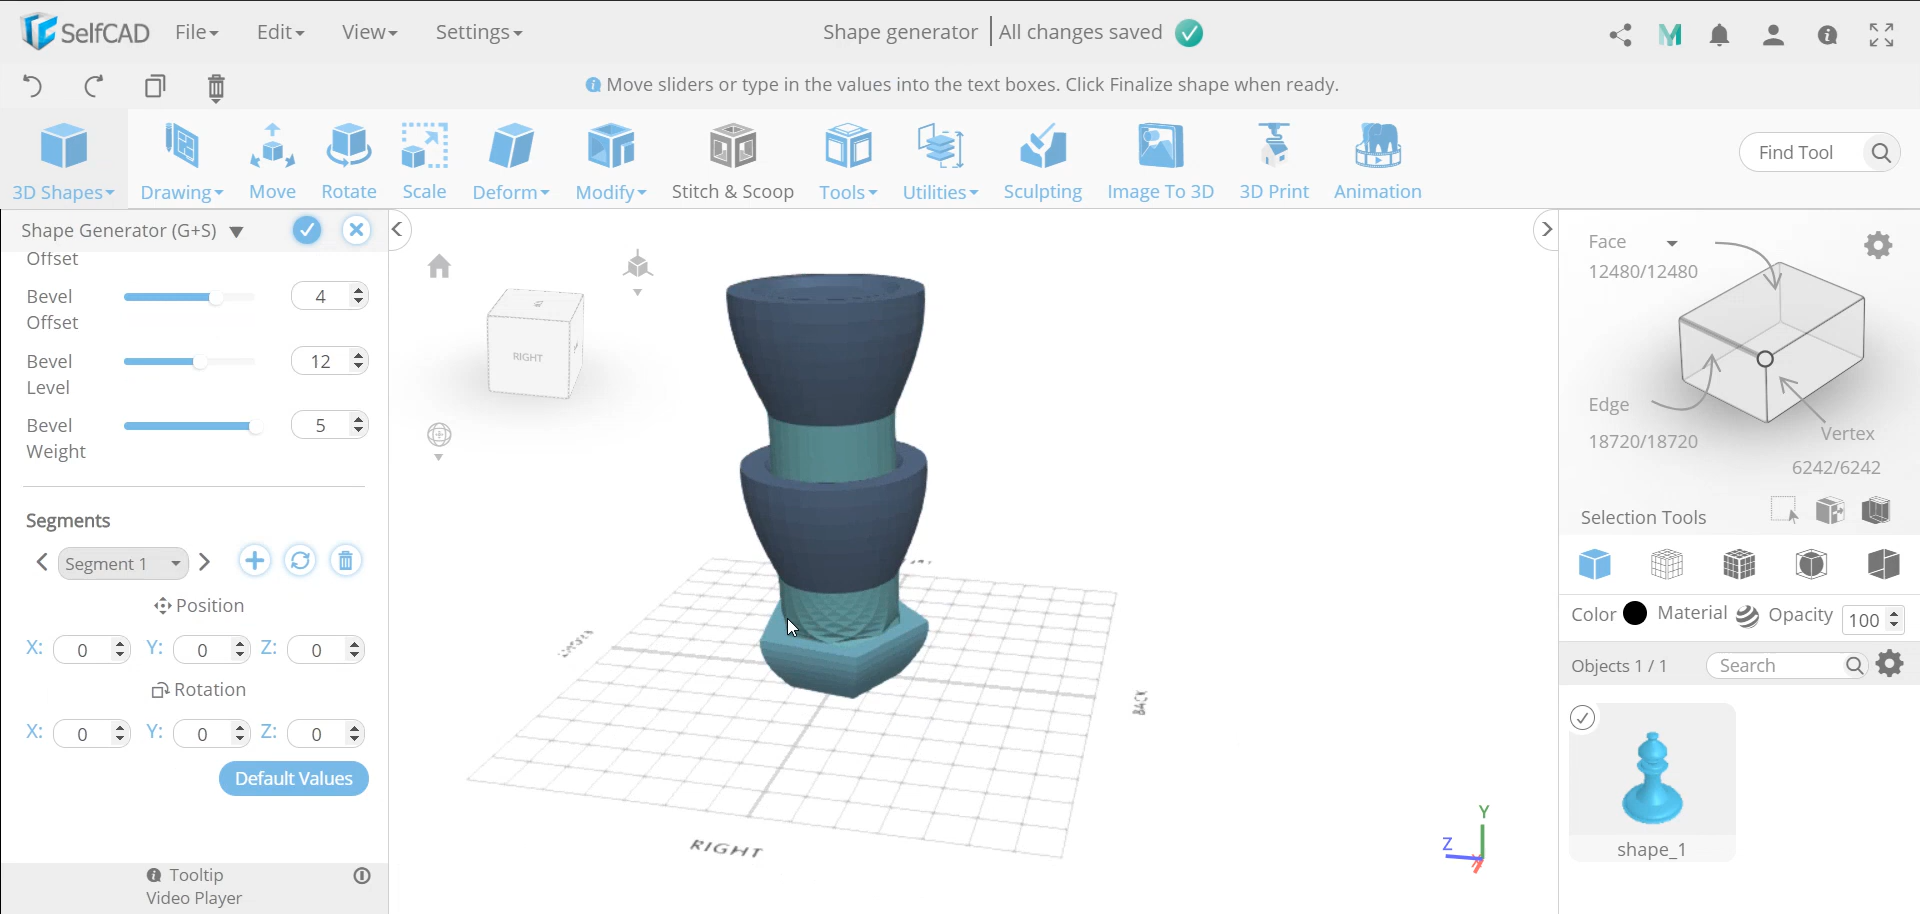 SelfCAD File Edit View Settings Shape generator All changes saved
Move sliders or type in the values into the text boxes. Click Finalize shape when ready.
3D Shapes Drawing Move Rotate Scale Deform Modify Stitch & Scoop Tools Utilities Sculpting Image To 3D 3D Print Animation Find Tool
Shape Generator (G+S)
Offset
Bevel Offset 4
Bevel Level 12
Bevel Weight 5
Segments
Segment 1
Position
X: 0 Y: 0 Z: 0
Rotation
X: 0 Y: 0 Z: 0
Default Values
Tooltip
Video Player
RIGHT
BACK
RIGHT
Y
Z
X
Face
12480/12480
Edge
18720/18720
Vertex
6242/6242
Selection Tools
Color Material Opacity 100
Objects 1 / 1 Search
shape_1